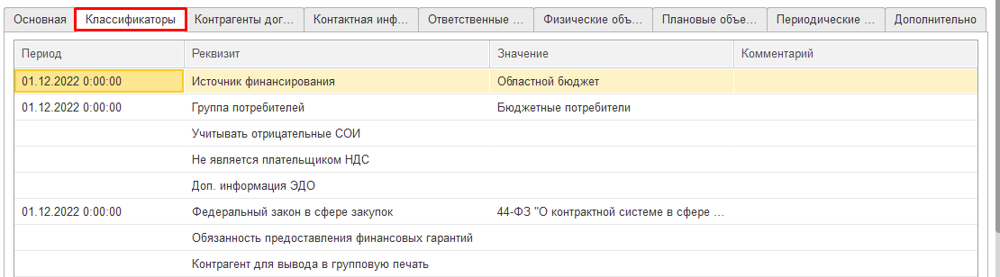 Основная Классификаторы Контрагенты дог... Контактная инф... Ответственные ... Физические объ... Плановые объе... Периодические ... Дополнительно
Период Реквизит Значение Комментарий
01.12.2022 0:00:00 Источник финансирования Областной бюджет
01.12.2022 0:00:00 Группа потребителей Бюджетные потребители
Учитывать отрицательные СОИ
Не является плательщиком НДС
Доп. информация ЭДО
01.12.2022 0:00:00 Федеральный закон в сфере закупок 44-ФЗ "О контрактной системе в сфере ...
Обязанность предоставления финансовых гарантий
Контрагент для вывода в групповую печать